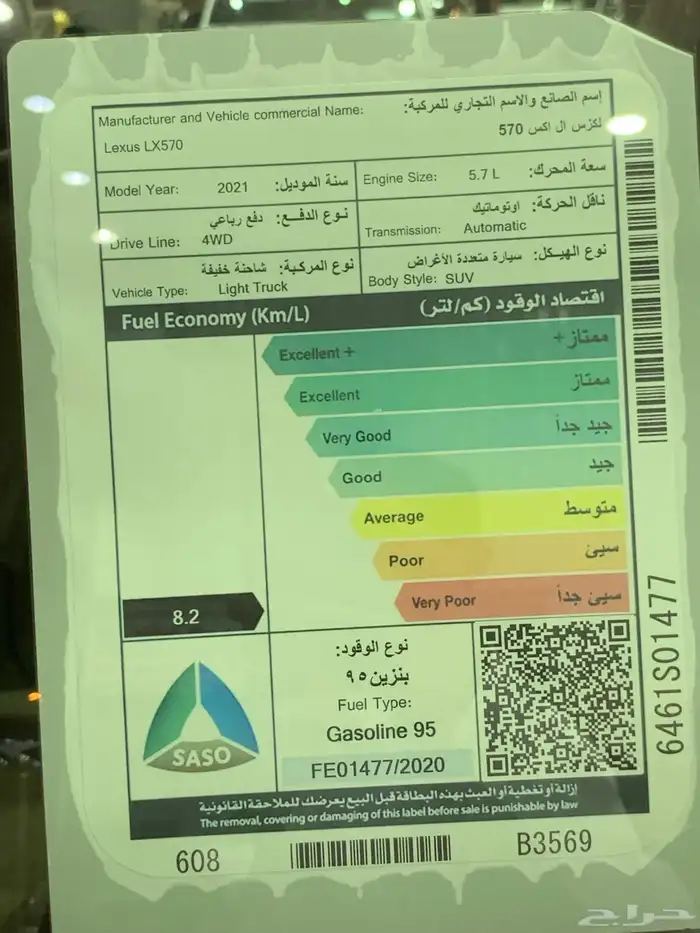 Manufacturer and Vehicle commercial Name: إسم الصانع والاسم التجاري للمركبة:
Lexus LX570 لكزس ال اكس 570
Model Year: 2021 سنة الموديل:
Engine Size: 5.7 L سعة المحرك:
دفع رباعي نوع الدفع:
Drive Line: 4WD
ناقل الحركة: اوتوماتيك
Transmission: Automatic
نوع المركبة: شاحنة خفيفة
Vehicle Type: Light Truck
نوع الهيكل: سيارة متعددة الأغراض
Body Style: SUV
Fuel Economy (Km/L) اقتصاد الوقود (كم/لتر)
Excellent + ممتاز+
Excellent ممتاز
Very Good جيد جداً
Good جيد
Average متوسط
Poor سيئ
Very Poor سيئ جداً
8.2
SASO
نوع الوقود:
بنزين ٩٥
Fuel Type:
Gasoline 95
FE01477/2020
إزالة أو تغطية أو العبث بهذه البطاقة قبل البيع يعرضك للملاحقة القانونية
The removal, covering or damaging of this label before sale is punishable by law
608
B3569
6461S01477
حراج